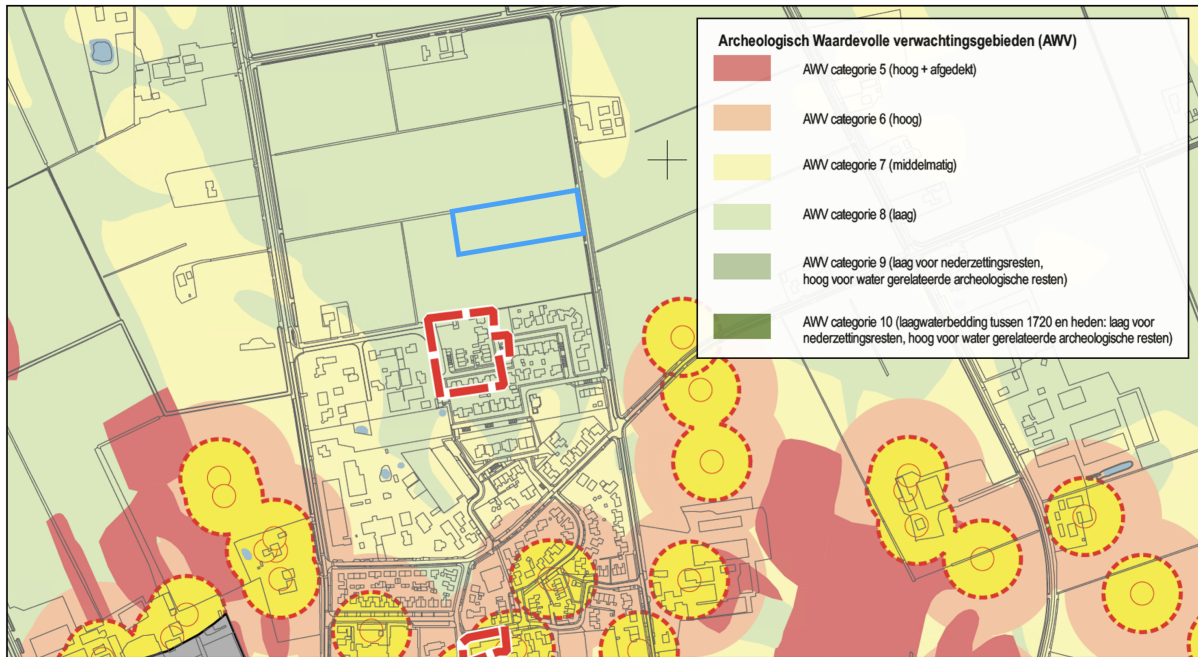 Archeologisch Waardevolle verwachtingsgebieden (AWV)
AWV categorie 5 (hoog + afgedekt)
AWV categorie 6 (hoog)
AWV categorie 7 (middelmatig)
AWV categorie 8 (laag)
AWV categorie 9 (laag voor nederzettingsresten,
hoog voor water gerelateerde archeologische resten)
AWV categorie 10 (laagwaterbedding tussen 1720 en heden: laag voor
nederzettingsresten, hoog voor water gerelateerde archeologische resten)